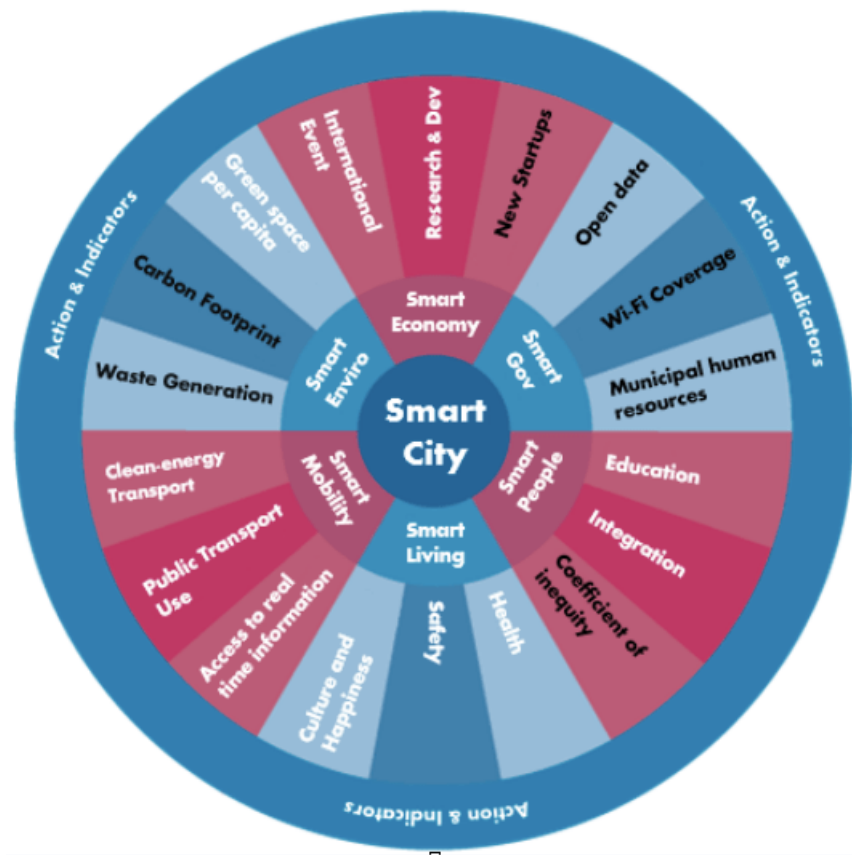 Smart
City
Smart
Economy
International
Event
Research & Dev
New Startups
Smart
Gov
Open data
Wi-Fi Coverage
Municipal human
resources
Smart
People
Education
Integration
Coefficient of
inequity
Smart
Living
Health
Safety
Culture and
Happiness
Smart
Mobility
Access to real
time information
Public Transport
Use
Clean-energy
Transport
Smart
Enviro
Waste Generation
Carbon Footprint
Green space
per capita
Action & Indicators
Action & Indicators
Action & Indicators